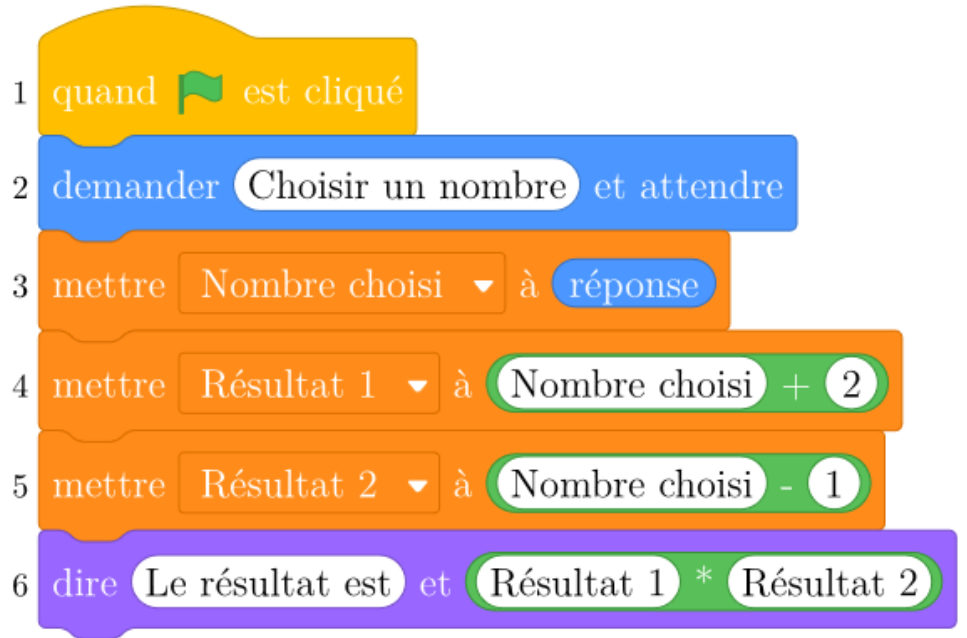 1 quand est cliqué
2 demander Choisir un nombre et attendre
3 mettre Nombre choisi à réponse
4 mettre Résultat 1 à Nombre choisi + 2
5 mettre Résultat 2 à Nombre choisi - 1
6 dire Le résultat est et Résultat 1 * Résultat 2